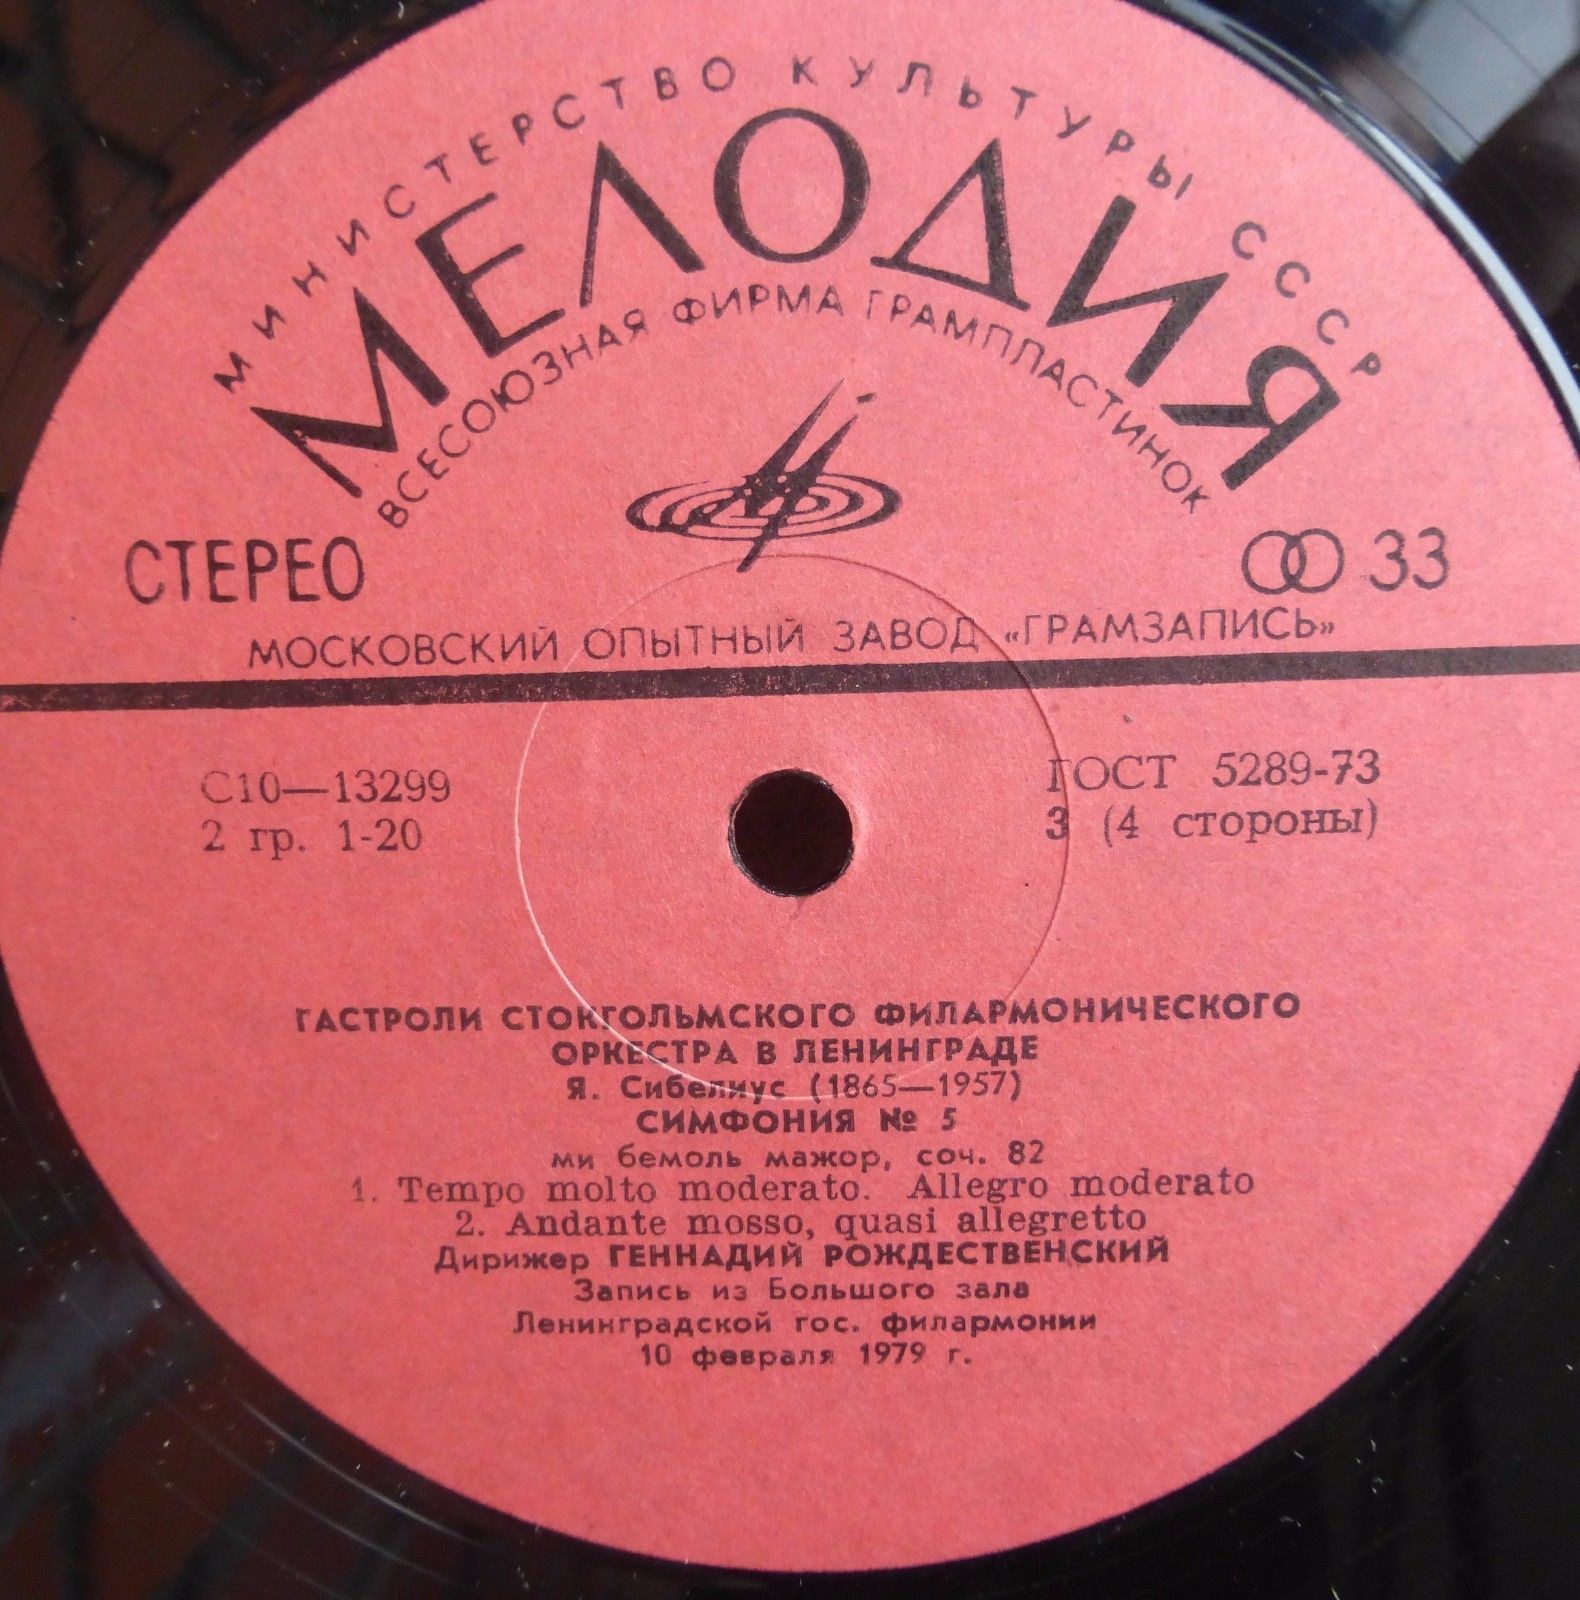 МИНИСТЕРСТВО КУЛЬТУРЫ СССР
МЕЛОДИЯ
ВСЕСОЮЗНАЯ ФИРМА ГРАМПЛАСТИНОК
СТЕРЕО
33
МОСКОВСКИЙ ОПЫТНЫЙ ЗАВОД «ГРАМЗАПИСЬ»
С10—13299
ГОСТ 5289-73
2 гр. 1-20
3 (4 стороны)
ГАСТРОЛИ СТОКГОЛЬМСКОГО ФИЛАРМОНИЧЕСКОГО
ОРКЕСТРА В ЛЕНИНГРАДЕ
Я. Сибелиус (1865—1957)
СИМФОНИЯ № 5
ми бемоль мажор, соч. 82
1. Tempo molto moderato. Allegro moderato
2. Andante mosso, quasi allegretto
Дирижер ГЕННАДИЙ РОЖДЕСТВЕНСКИЙ
Запись из Большого зала
Ленинградской гос. филармонии
10 февраля 1979 г.